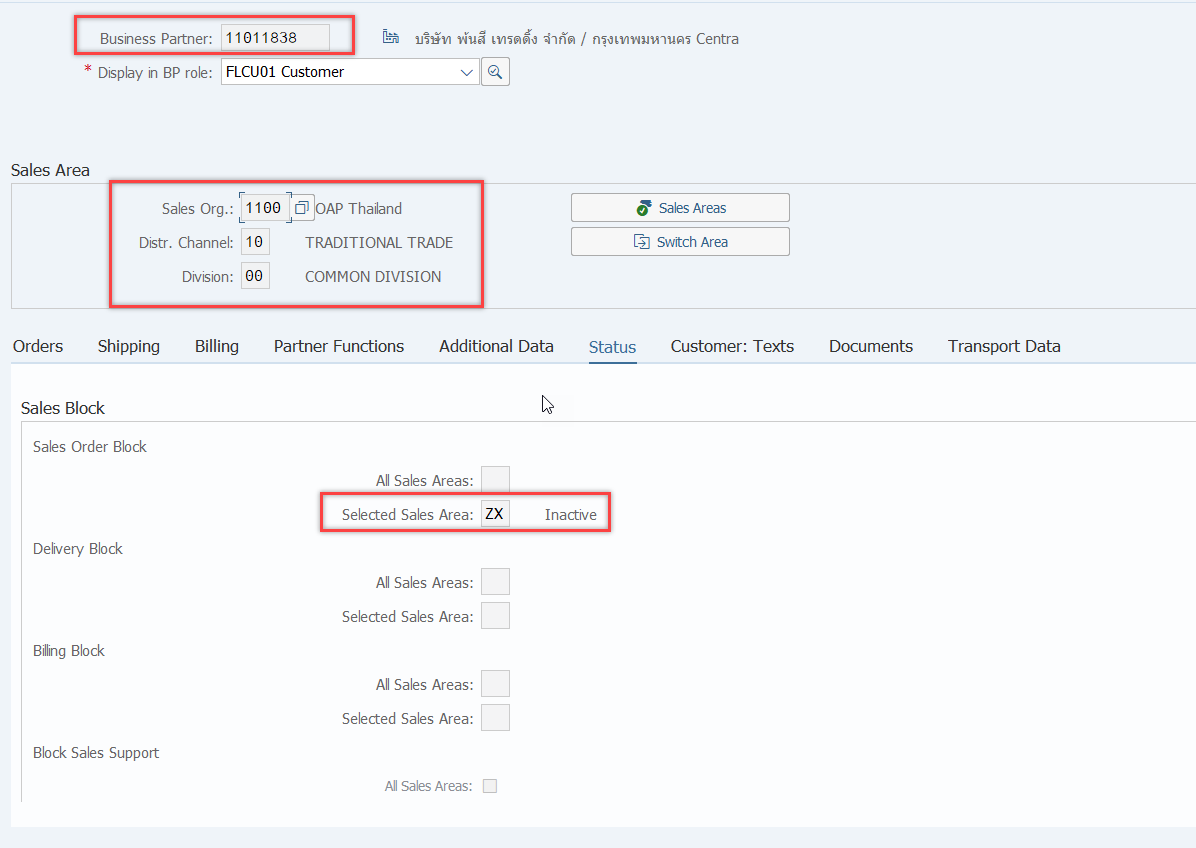 Business Partner: 11011838 บริษัท พันสี เทรดดิ้ง จำกัด / กรุงเทพมหานคร Centra
* Display in BP role: FLCU01 Customer
Sales Area
Sales Org.: 1100 OAP Thailand
Sales Areas
Distr. Channel: 10 TRADITIONAL TRADE
Switch Area
Division: 00 COMMON DIVISION
Orders Shipping Billing Partner Functions Additional Data Status Customer: Texts Documents Transport Data
Sales Block
Sales Order Block
All Sales Areas:
Selected Sales Area: ZX Inactive
Delivery Block
All Sales Areas:
Selected Sales Area:
Billing Block
All Sales Areas:
Selected Sales Area:
Block Sales Support
All Sales Areas: